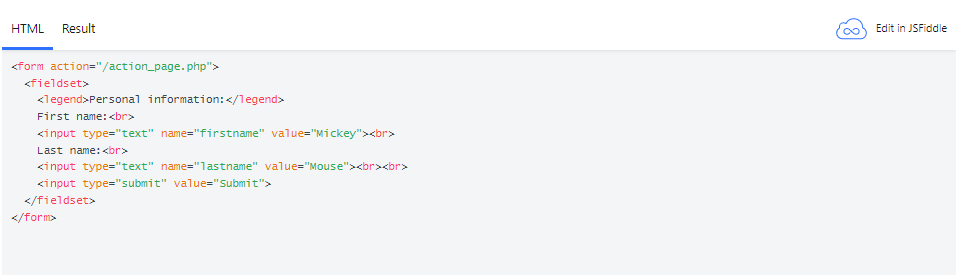 HTML Result Edit in JSFiddle
<form action="/action_page.php">
  <fieldset>
    <legend>Personal information:</legend>
    First name:<br>
    <input type="text" name="firstname" value="Mickey"><br>
    Last name:<br>
    <input type="text" name="lastname" value="Mouse"><br><br>
    <input type="submit" value="Submit">
  </fieldset>
</form>